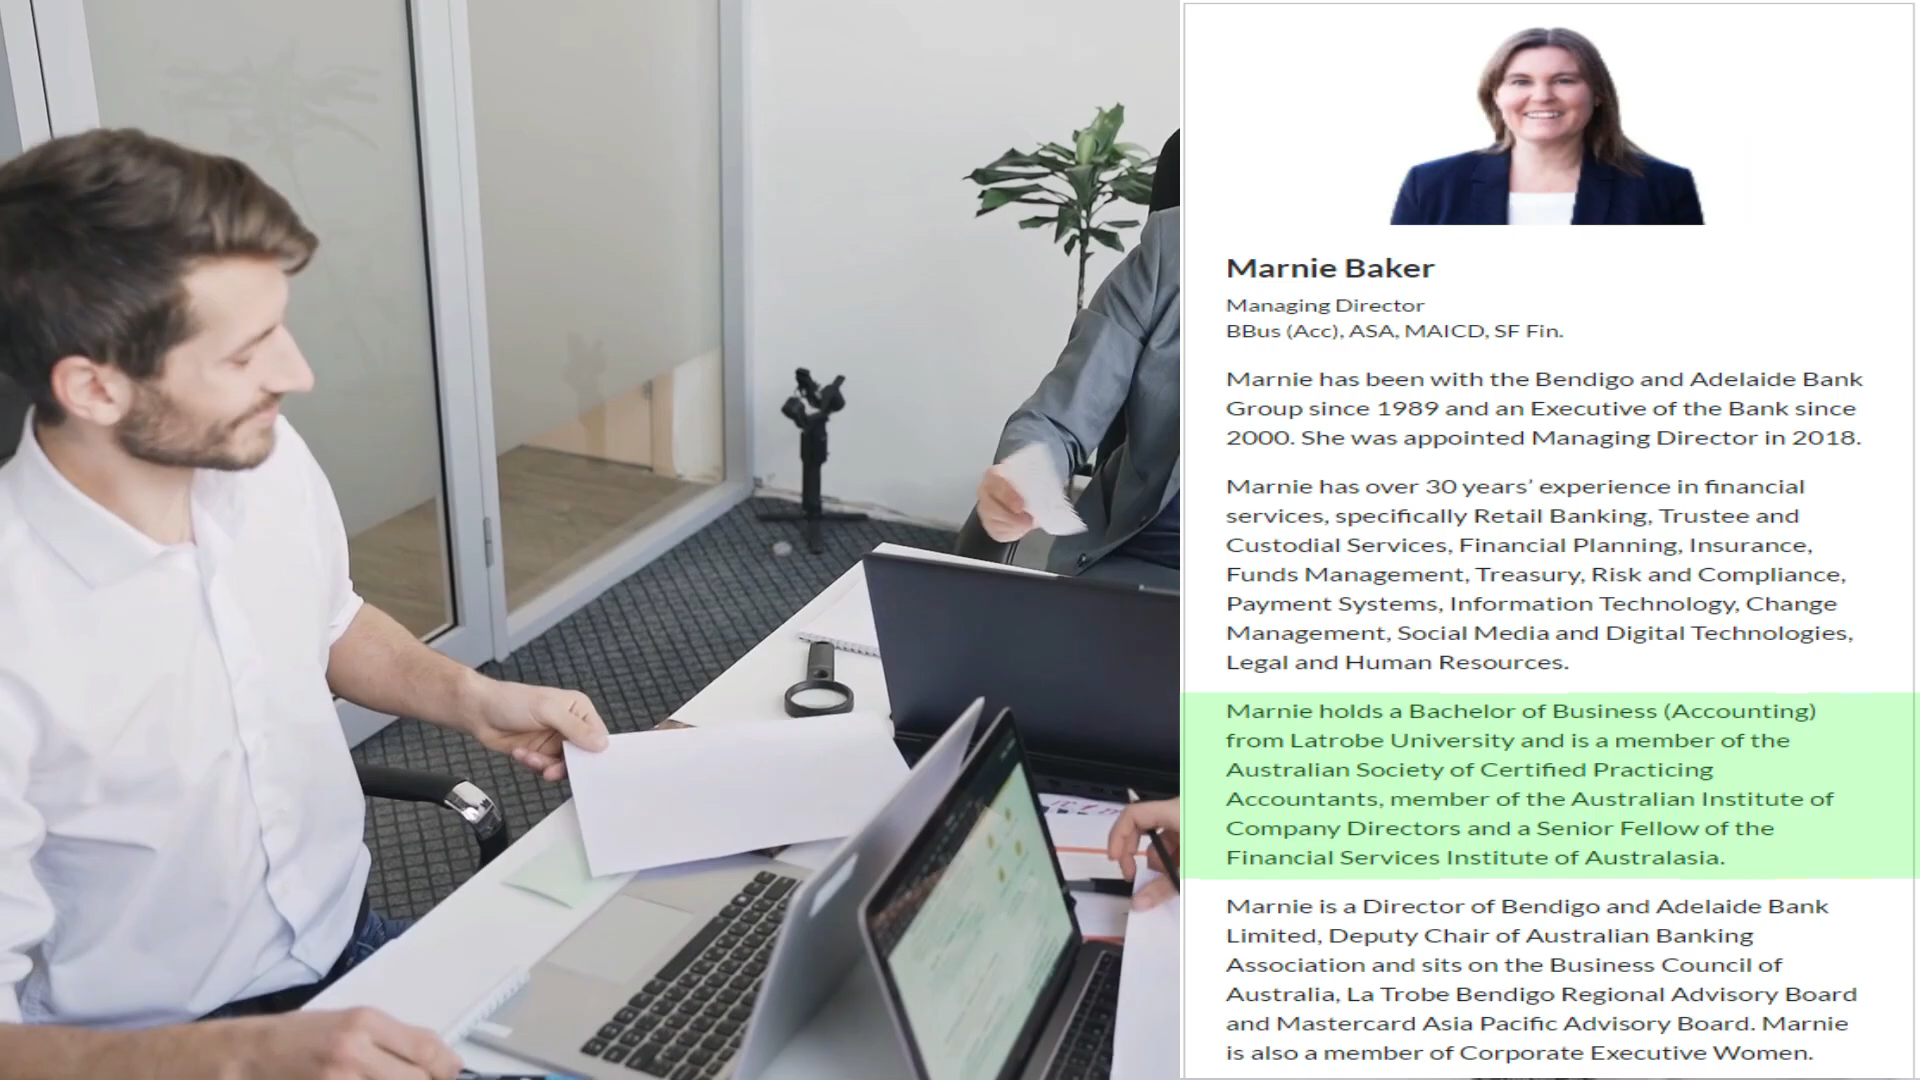 Marnie Baker
Managing Director
BBus (Acc), ASA, MAICD, SF Fin.
Marnie has been with the Bendigo and Adelaide Bank
Group since 1989 and an Executive of the Bank since
2000. She was appointed Managing Director in 2018.
Marnie has over 30 years’ experience in financial
services, specifically Retail Banking, Trustee and
Custodial Services, Financial Planning, Insurance,
Funds Management, Treasury, Risk and Compliance,
Payment Systems, Information Technology, Change
Management, Social Media and Digital Technologies,
Legal and Human Resources.
Marnie holds a Bachelor of Business (Accounting)
from Latrobe University and is a member of the
Australian Society of Certified Practicing
Accountants, member of the Australian Institute of
Company Directors and a Senior Fellow of the
Financial Services Institute of Australasia.
Marnie is a Director of Bendigo and Adelaide Bank
Limited, Deputy Chair of Australian Banking
Association and sits on the Business Council of
Australia, La Trobe Bendigo Regional Advisory Board
and Mastercard Asia Pacific Advisory Board. Marnie
is also a member of Corporate Executive Women.